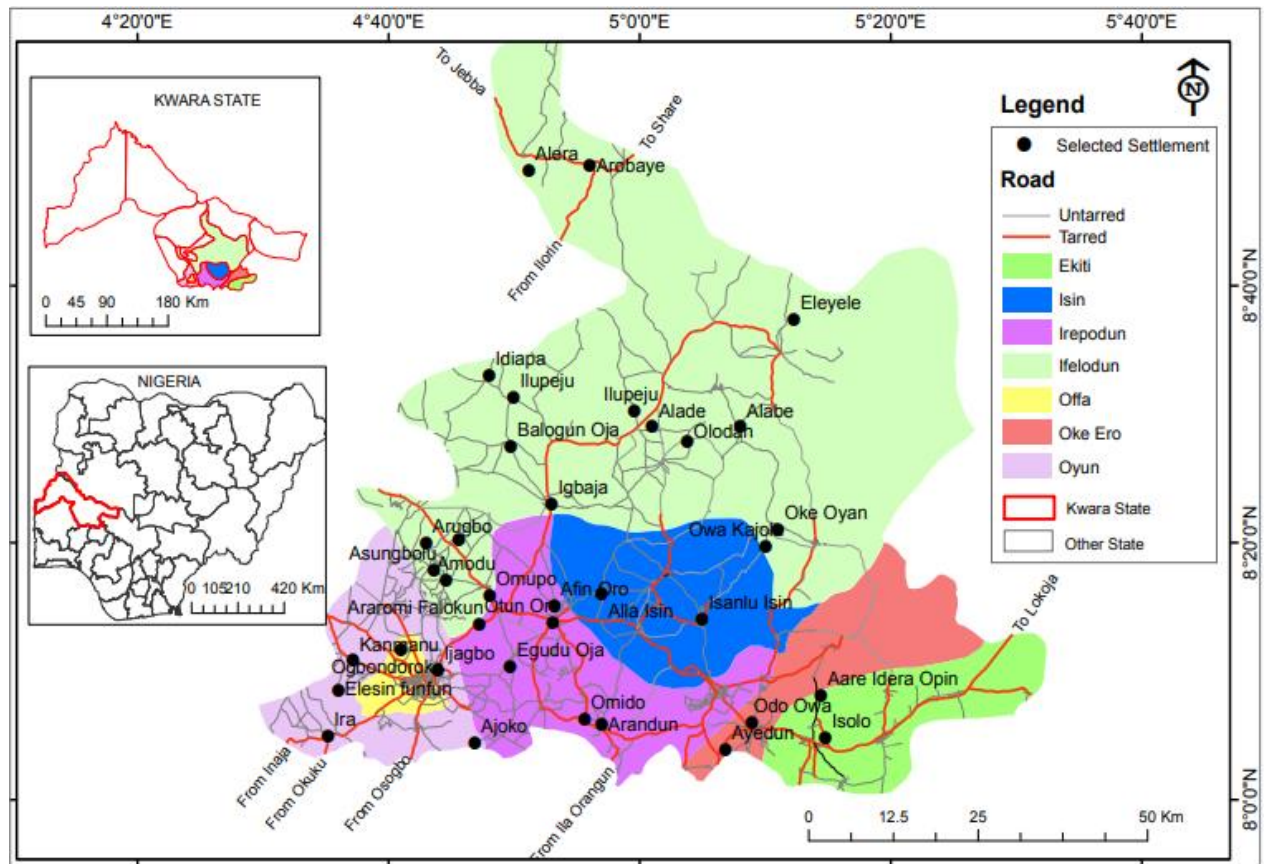 4°20'0"E 4°40'0"E 5°0'0"E 5°20'0"E 5°40'0"E
KWARA STATE
0 45 90 180 Km
NIGERIA
0 105210 420 Km
To Jebba
To Share
Alera
Arobaye
From Ilorin
Eleyele
Idiapa
Ilupeju
Ilupeju
Alade
Alabe
Olodan
Balogun Oja
Igbaja
Oke Oyan
Owa Kajola
Arugbo
Asungbolu
Amodu
Omupo
Afin Oro
Araromi Falokun
Otun Oro
Alla Isin
Isanlu Isin
Kanmanu
Ogbondoroko
Ijagbo
Egudu Oja
Elesin funfun
Aare Idera Opin
Omido
Odo Owa
Ira
Ajoko
Arandun
Isolo
Ayedun
To Lokoja
From Inaja
From Okuku
From Osogbo
From Ila Orangun
N
Legend
Selected Settlement
Road
Untarred
Tarred
Ekiti
Isin
Irepodun
Ifelodun
Offa
Oke Ero
Oyun
Kwara State
Other State
8°40'0"N
8°20'0"N
8°0'0"N
0 12.5 25 50 Km